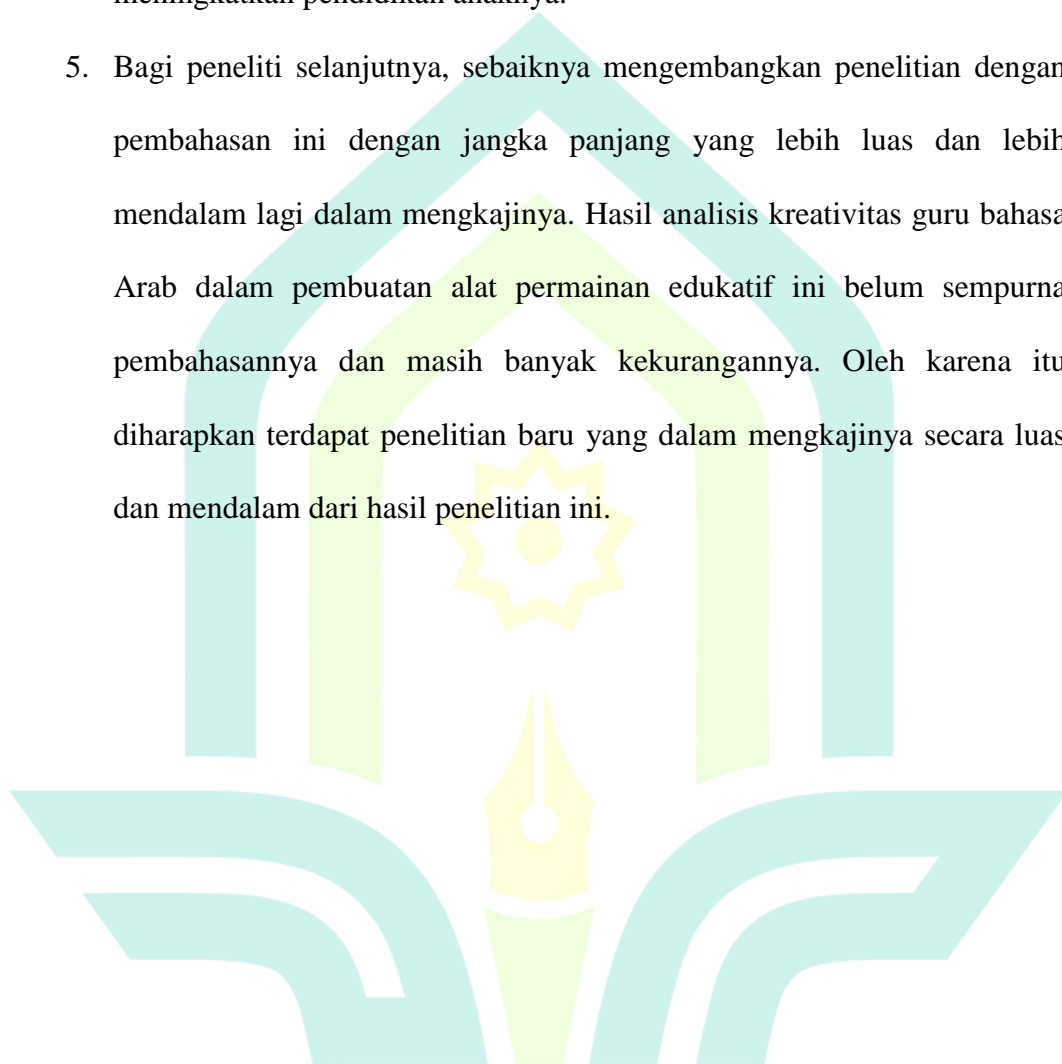 meningkatkan pendidikan anaknya.
5. Bagi peneliti selanjutnya, sebaiknya mengembangkan penelitian dengan
pembahasan ini dengan jangka panjang yang lebih luas dan lebih
mendalam lagi dalam mengkajinya. Hasil analisis kreativitas guru bahasa
Arab dalam pembuatan alat permainan edukatif ini belum sempurna
pembahasannya dan masih banyak kekurangannya. Oleh karena itu
diharapkan terdapat penelitian baru yang dalam mengkajinya secara luas
dan mendalam dari hasil penelitian ini.